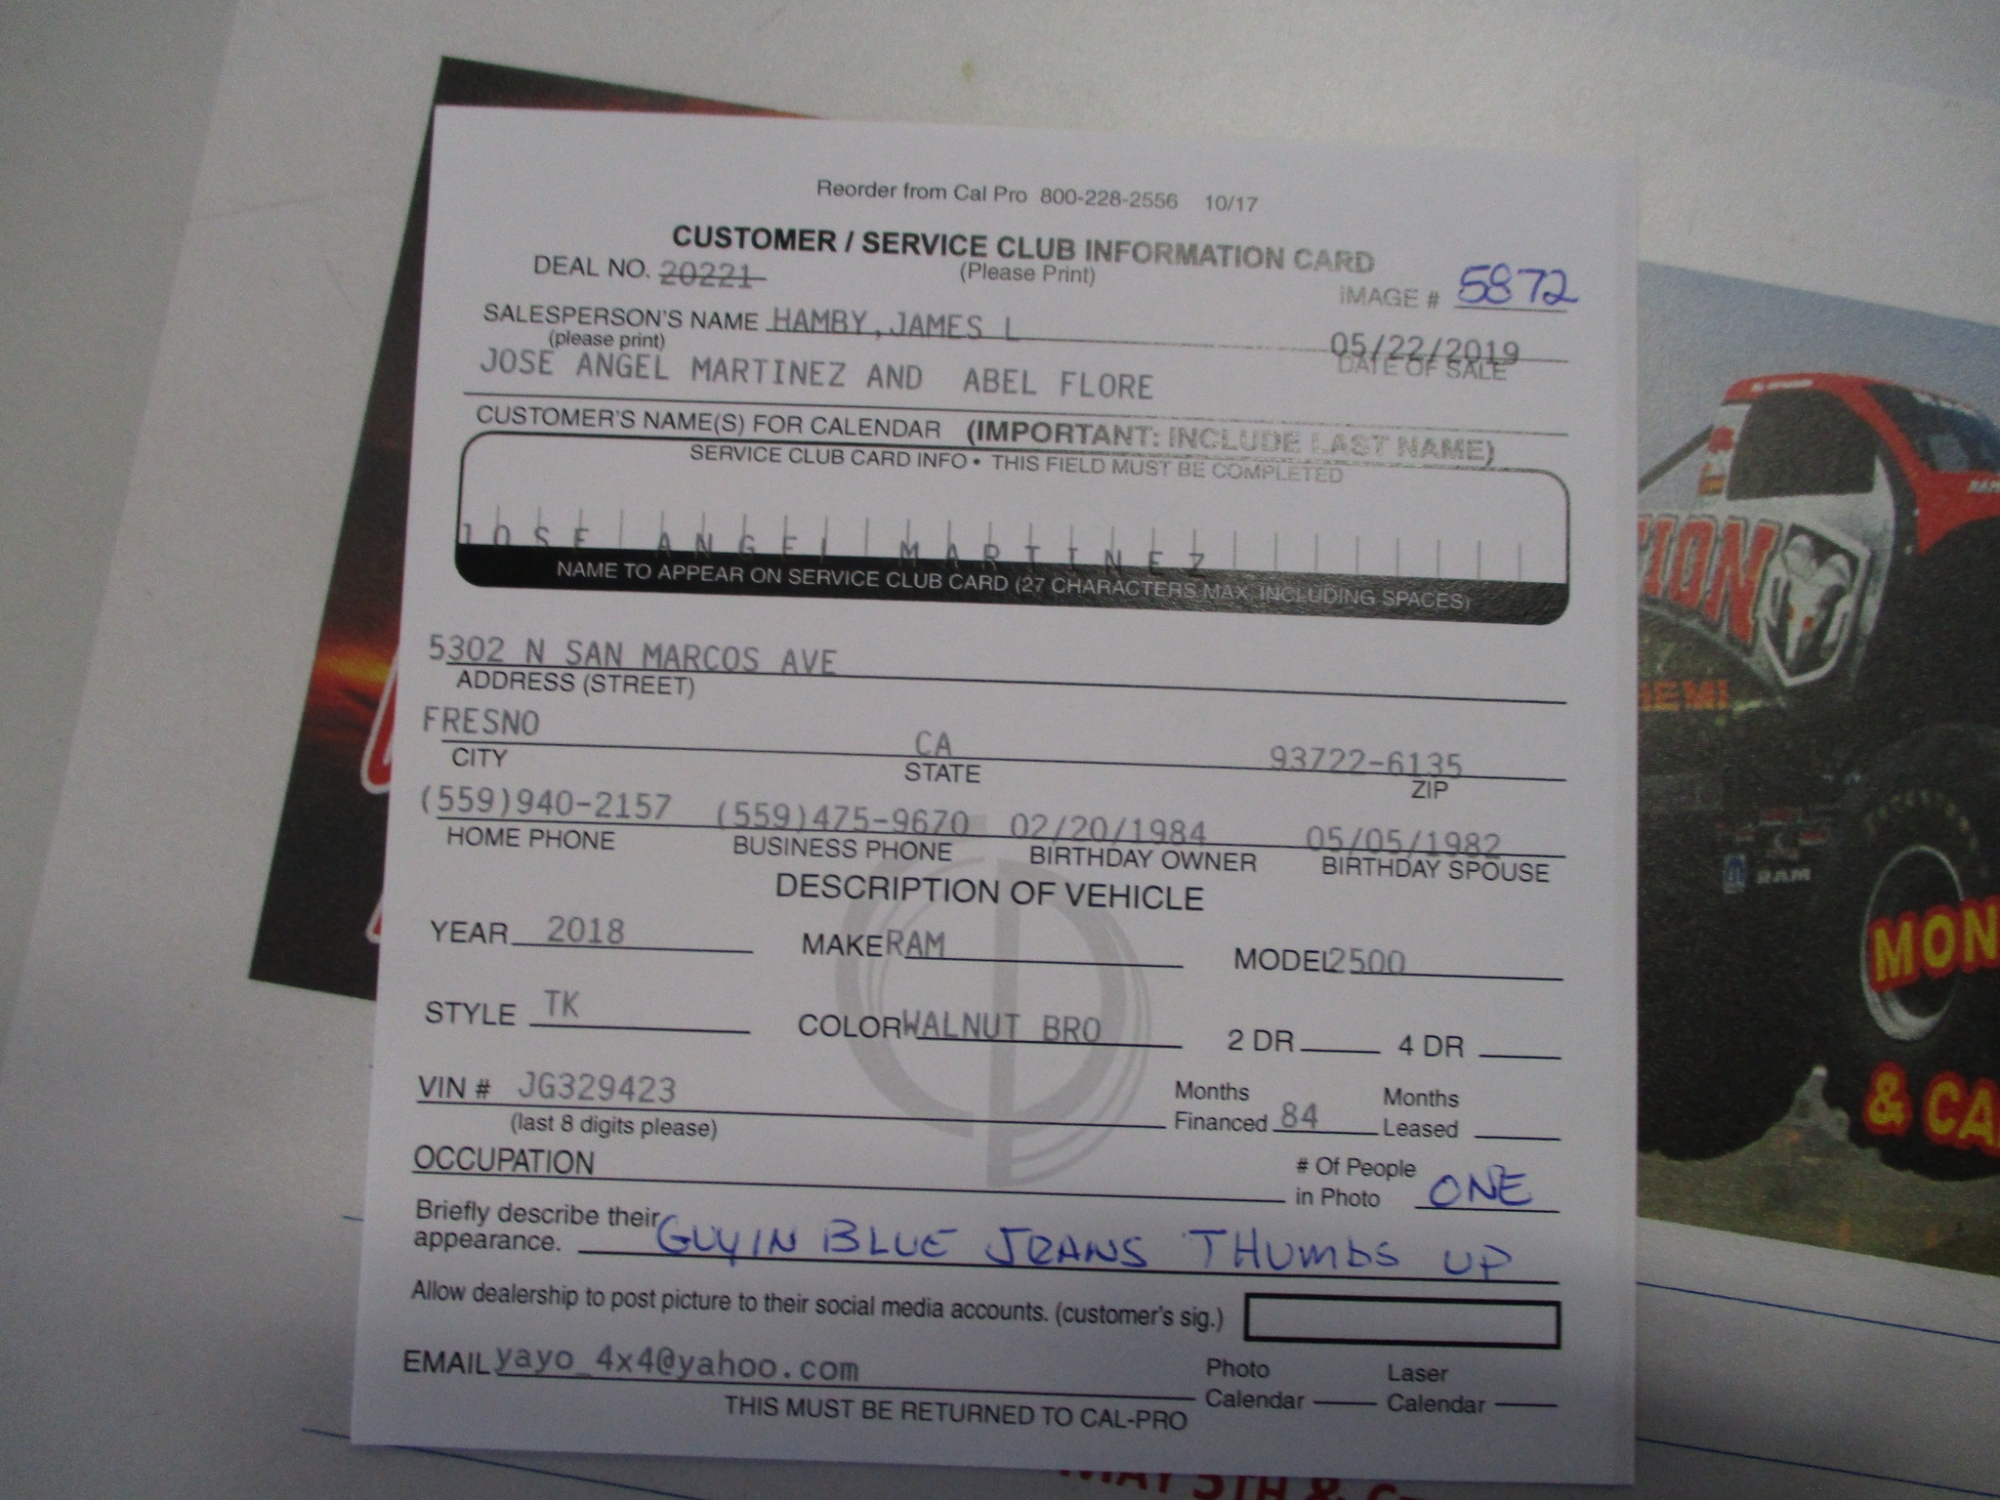 Reorder from Cal Pro 800-228-2556 10/17
CUSTOMER / SERVICE CLUB INFORMATION CARD
DEAL NO. 20221 (Please Print)
IMAGE # 5872
SALESPERSON'S NAME HAMBY, JAMES L
(please print)
05/22/2019
DATE OF SALE
JOSE ANGEL MARTINEZ AND ABEL FLORE
CUSTOMER'S NAME(S) FOR CALENDAR (IMPORTANT: INCLUDE LAST NAME)
SERVICE CLUB CARD INFO • THIS FIELD MUST BE COMPLETED
JOSE ANGEL MARTINEZ
NAME TO APPEAR ON SERVICE CLUB CARD (27 CHARACTERS MAX, INCLUDING SPACES)
5302 N SAN MARCOS AVE
ADDRESS (STREET)
FRESNO CA 93722-6135
CITY STATE ZIP
(559)940-2157 (559)475-9670 02/20/1984 05/05/1982
HOME PHONE BUSINESS PHONE BIRTHDAY OWNER BIRTHDAY SPOUSE
DESCRIPTION OF VEHICLE
YEAR 2018 MAKE RAM MODEL 2500
STYLE TK COLOR WALNUT BRO 2 DR 4 DR
VIN # JG329423
(last 8 digits please)
Months Financed 84
Months Leased
OCCUPATION
# Of People in Photo ONE
Briefly describe their
appearance. GUY IN BLUE JEANS THUMBS UP
Allow dealership to post picture to their social media accounts. (customer's sig.)
EMAIL yayo_4x4@yahoo.com
Photo Calendar
Laser Calendar
THIS MUST BE RETURNED TO CAL-PRO
TION
HEMI
RAM
MON
& CA
MAY 5TH &